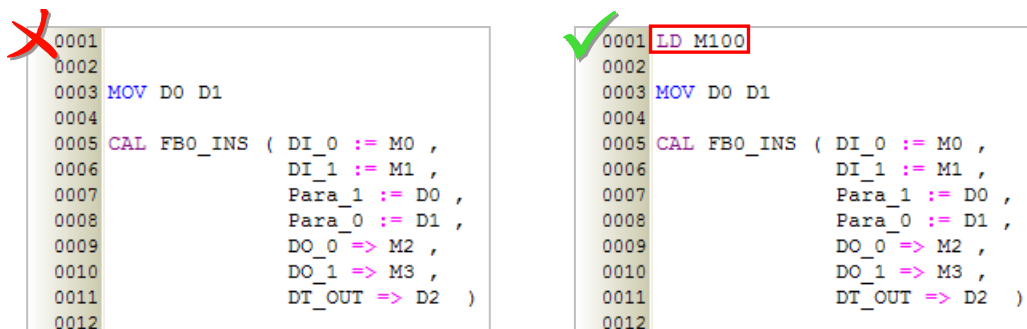 0001
0002
0003 MOV D0 D1
0004
0005 CAL FB0_INS ( DI_0 := M0 ,
0006 DI_1 := M1 ,
0007 Para_1 := D0 ,
0008 Para_0 := D1 ,
0009 DO_0 => M2 ,
0010 DO_1 => M3 ,
0011 DT_OUT => D2 )
0012
0001 LD M100
0002
0003 MOV D0 D1
0004
0005 CAL FB0_INS ( DI_0 := M0 ,
0006 DI_1 := M1 ,
0007 Para_1 := D0 ,
0008 Para_0 := D1 ,
0009 DO_0 => M2 ,
0010 DO_1 => M3 ,
0011 DT_OUT => D2 )
0012